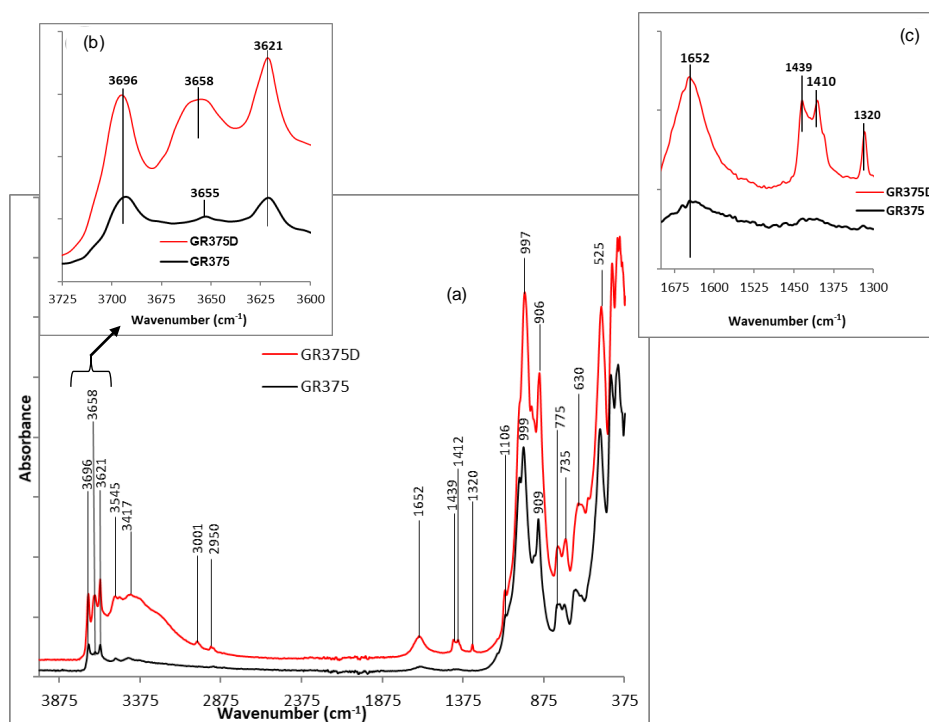 (b)
3696
3658
3621
3655
GR375D
GR375
3725 3700 3675 3650 3625 3600
Wavenumber (cm-1)
(c)
1652
1439
1410
1320
GR375D
GR375
1675 1600 1525 1450 1375 1300
Wavenumber (cm-1)
(a)
GR375D
GR375
Absorbance
3696
3658
3621
3545
3417
3001
2950
1652
1439
1412
1320
1106
997
999
906
909
775
735
630
525
3875 3375 2875 2375 1875 1375 875 375
Wavenumber (cm-1)